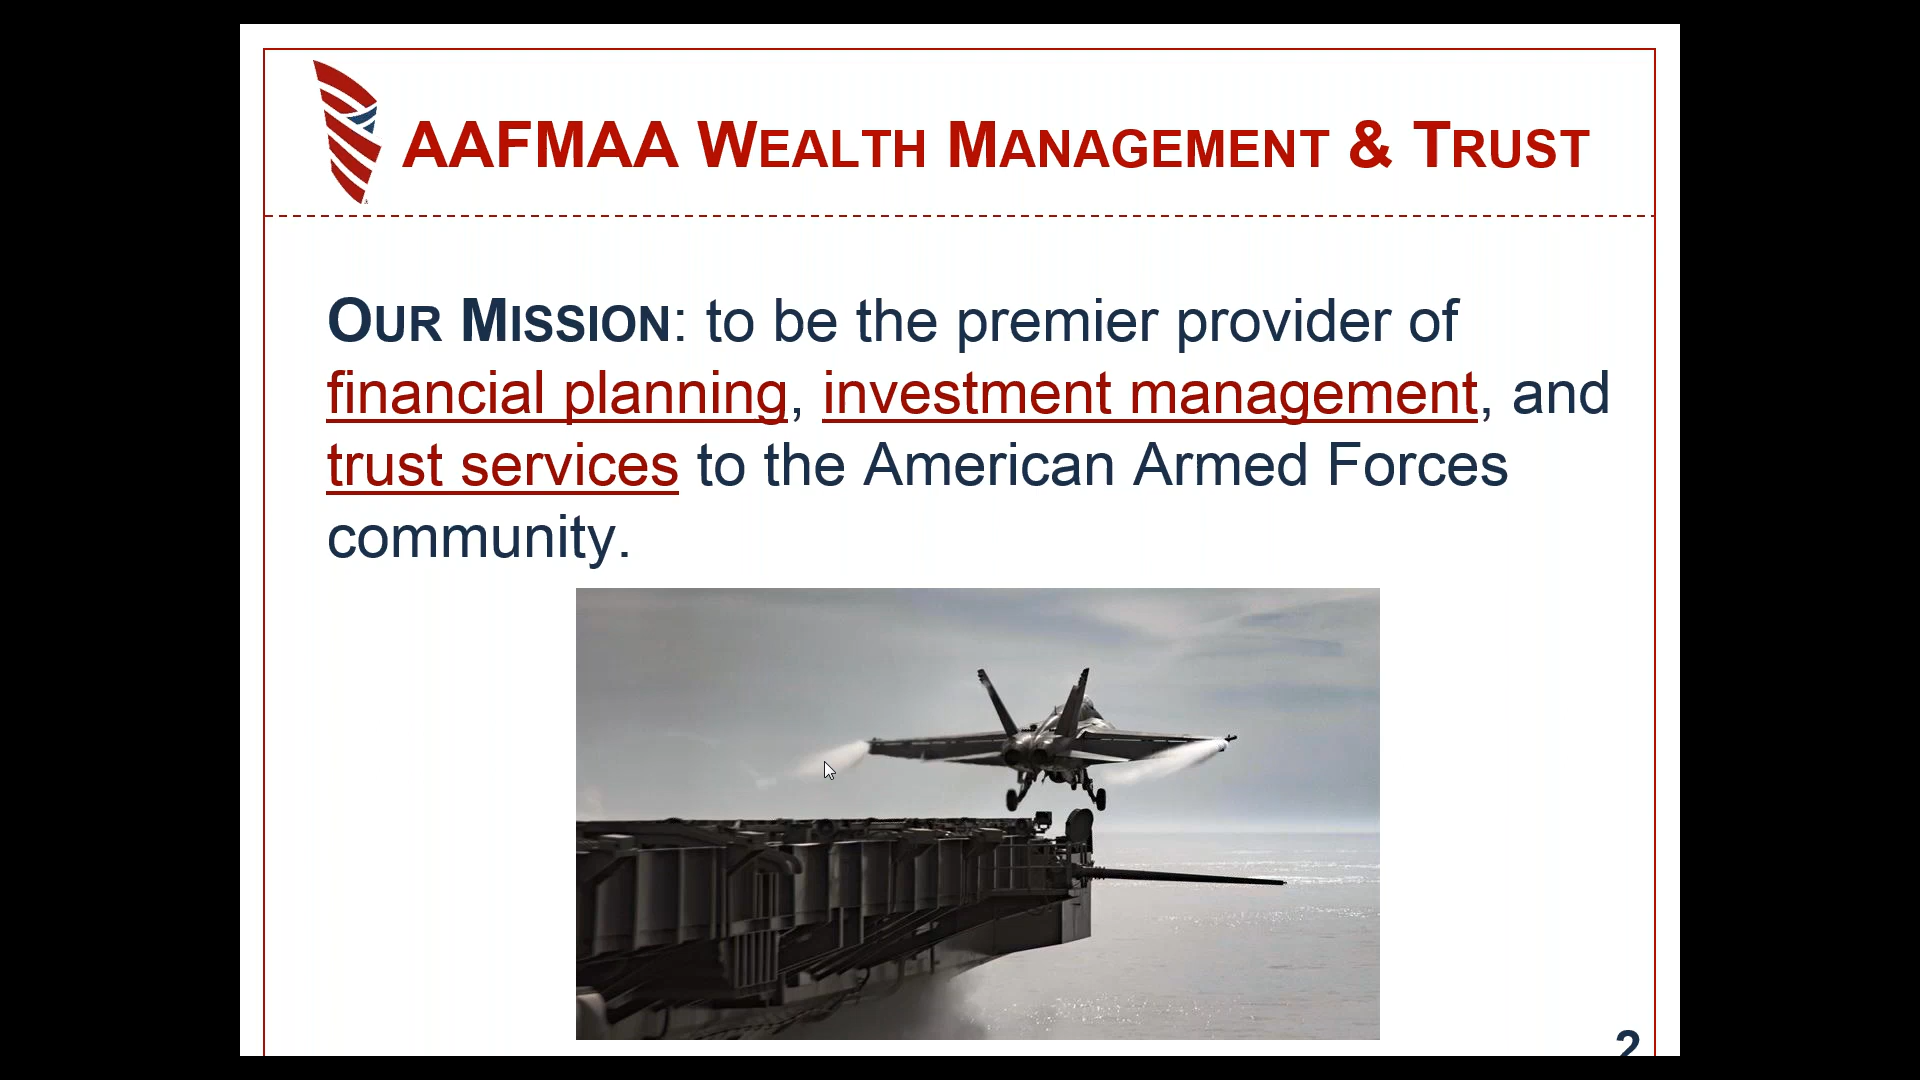 AAFMAA WEALTH MANAGEMENT & TRUST
OUR MISSION: to be the premier provider of
financial planning, investment management, and
trust services to the American Armed Forces
community.
2